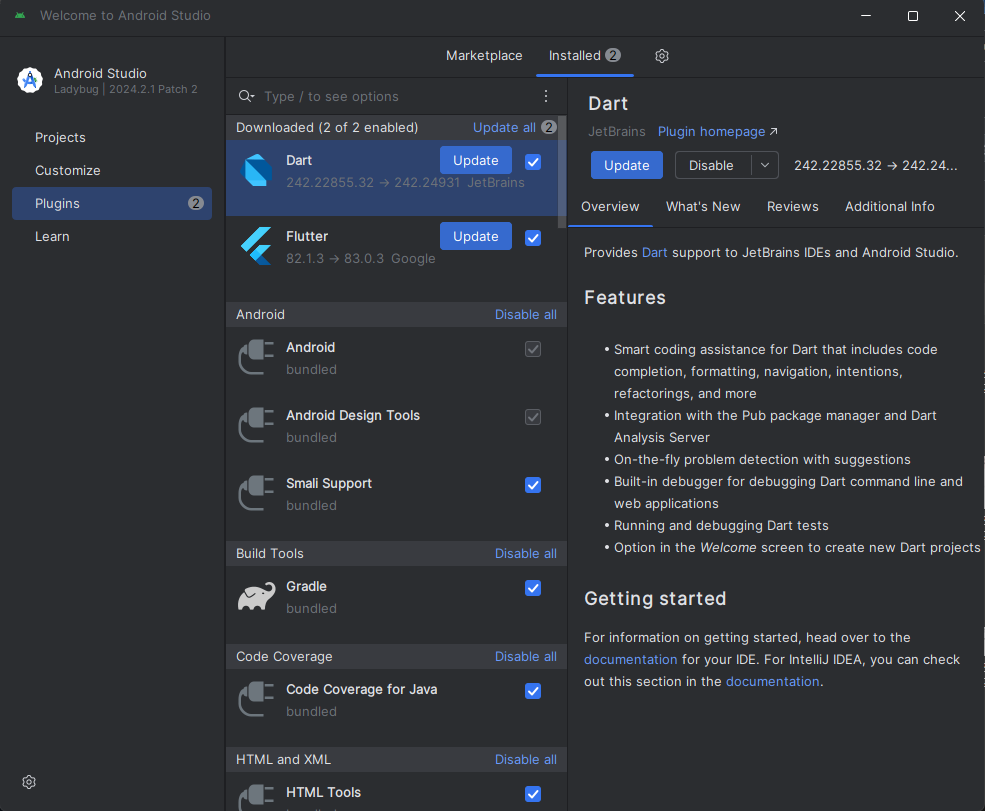 Welcome to Android Studio
Android Studio
Ladybug | 2024.2.1 Patch 2
Projects
Customize
Plugins 2
Learn
Marketplace Installed 2
Type / to see options
Downloaded (2 of 2 enabled) Update all 2
Dart Update
242.22855.32 → 242.24931 JetBrains
Flutter Update
82.1.3 → 83.0.3 Google
Android Disable all
Android
bundled
Android Design Tools
bundled
Smali Support
bundled
Build Tools Disable all
Gradle
bundled
Code Coverage Disable all
Code Coverage for Java
bundled
HTML and XML Disable all
HTML Tools
Dart
JetBrains Plugin homepage ↗
Update Disable 242.22855.32 → 242.24...
Overview What's New Reviews Additional Info
Provides Dart support to JetBrains IDEs and Android Studio.
Features
• Smart coding assistance for Dart that includes code
completion, formatting, navigation, intentions,
refactorings, and more
• Integration with the Pub package manager and Dart
Analysis Server
• On-the-fly problem detection with suggestions
• Built-in debugger for debugging Dart command line and
web applications
• Running and debugging Dart tests
• Option in the Welcome screen to create new Dart projects
Getting started
For information on getting started, head over to the
documentation for your IDE. For IntelliJ IDEA, you can check
out this section in the documentation.